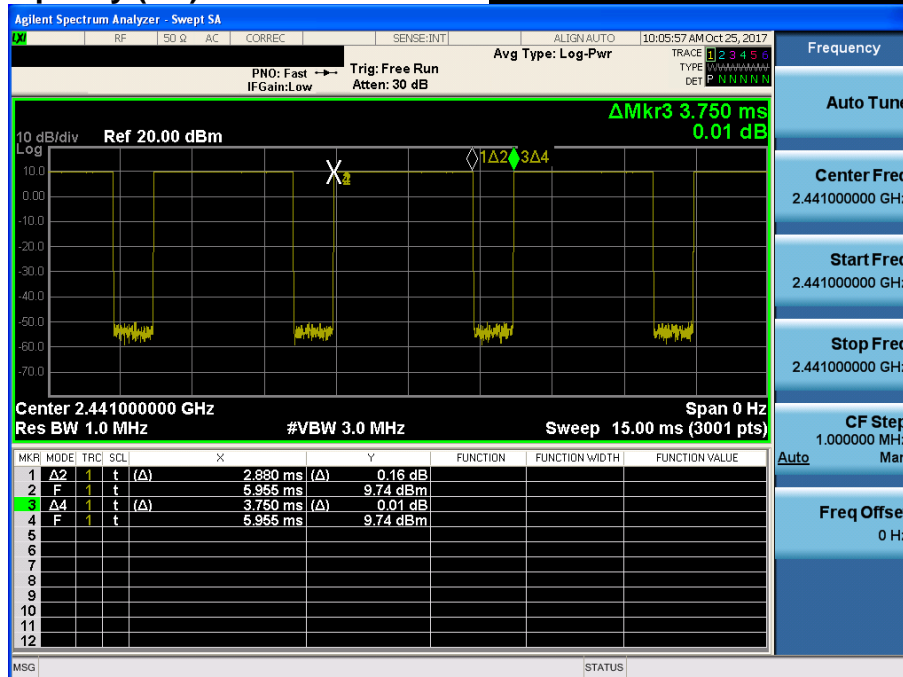 Agilent Spectrum Analyzer - Swept SA
LXI RF 50 Ω AC CORREC SENSE:INT ALIGN AUTO 10:05:57 AM Oct 25, 2017
Avg Type: Log-Pwr TRACE 1 2 3 4 5 6
PNO: Fast Trig: Free Run TYPE WWWWWW
IFGain:Low Atten: 30 dB DET P N N N N N
ΔMkr3 3.750 ms
0.01 dB
10 dB/div Ref 20.00 dBm
Log
1Δ2 3Δ4
10.0
0.00
-10.0
-20.0
-30.0
-40.0
-50.0
-60.0
-70.0
Center 2.441000000 GHz Span 0 Hz
Res BW 1.0 MHz #VBW 3.0 MHz Sweep 15.00 ms (3001 pts)
MKR MODE TRC SCL X Y FUNCTION FUNCTION WIDTH FUNCTION VALUE
1 Δ2 1 t (Δ) 2.880 ms (Δ) 0.16 dB
2 F 1 t 5.955 ms 9.74 dBm
3 Δ4 1 t (Δ) 3.750 ms (Δ) 0.01 dB
4 F 1 t 5.955 ms 9.74 dBm
5
6
7
8
9
10
11
12
MSG STATUS
Frequency
Auto Tune
Center Freq
2.441000000 GHz
Start Freq
2.441000000 GHz
Stop Freq
2.441000000 GHz
CF Step
1.000000 MHz
Auto Man
Freq Offset
0 Hz